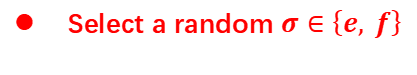 ● Select a random σ ∈ {e, f}